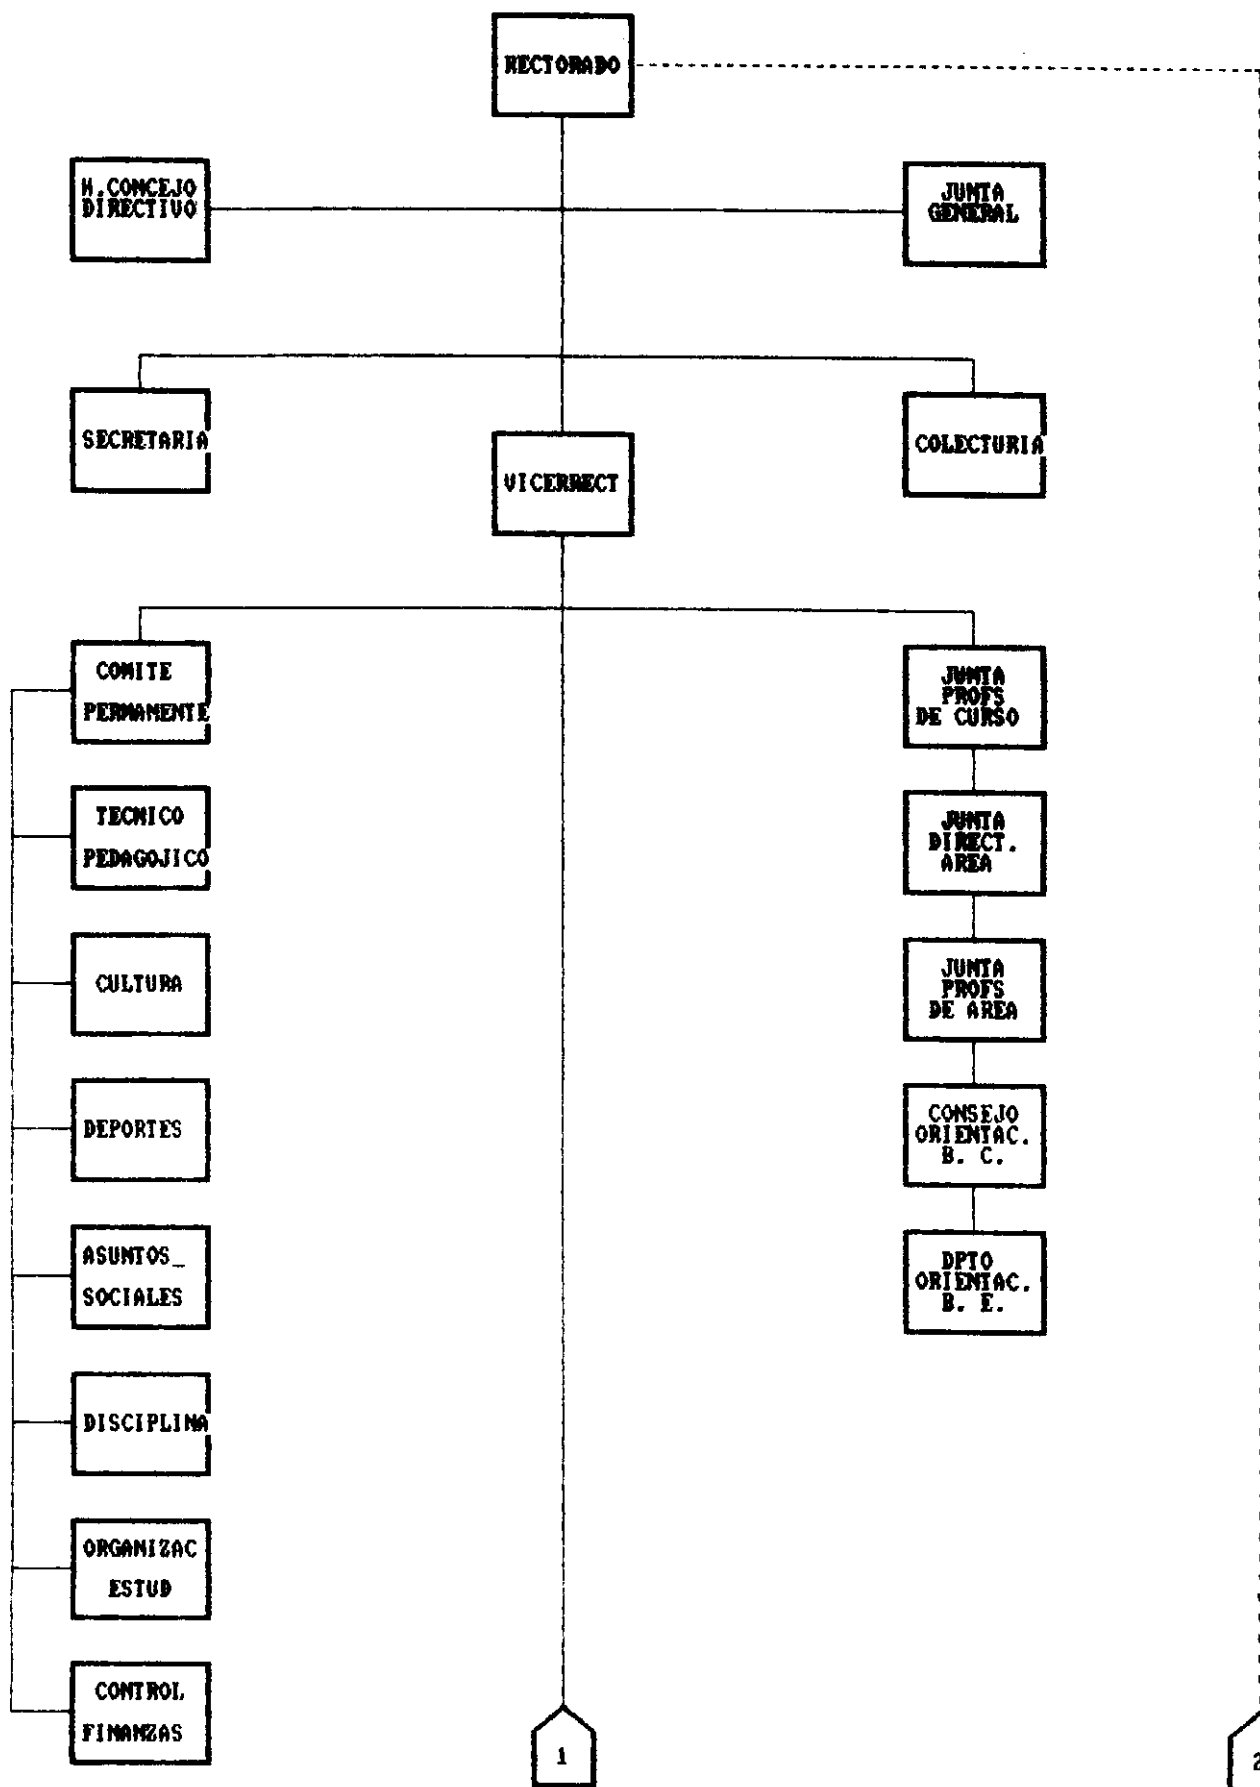 RECTORADO
H.CONCEJO
DIRECTIVO
JUNTA
GENERAL
SECRETARIA
VICERRECT
COLECTURIA
COMITE
PERMANENTE
TECNICO
PEDAGOJICO
CULTURA
DEPORTES
ASUNTOS_
SOCIALES
DISCIPLINA
ORGANIZAC
ESTUD
CONTROL
FINANZAS
JUNTA
PROFS
DE CURSO
JUNTA
DIRECT.
AREA
JUNTA
PROFS
DE AREA
CONSEJO
ORIENTAC.
B. C.
DPTO
ORIENTAC.
B. E.
1
2